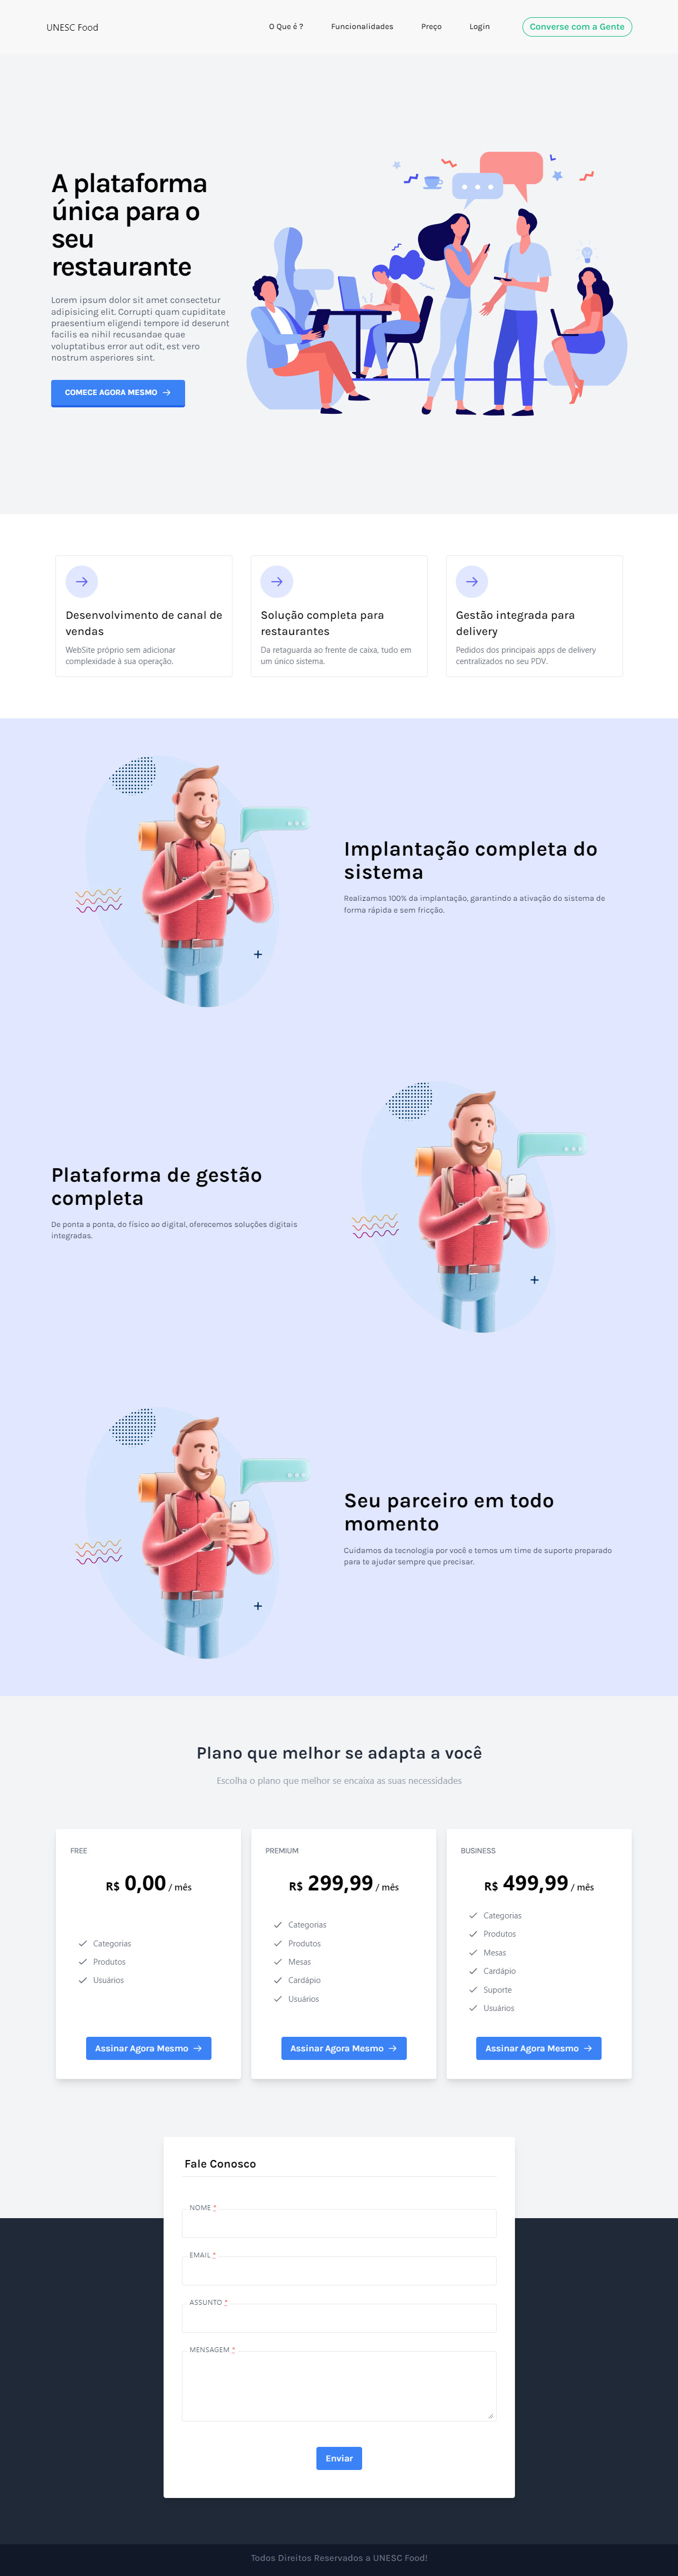 UNESC Food
O Que é ?
Funcionalidades
Preço
Login
Converse com a Gente
A plataforma
única para o
seu
restaurante
Lorem ipsum dolor sit amet consectetur
adipisicing elit. Corrupti quam cupiditate
praesentium eligendi tempore id deserunt
facilis ea nihil recusandae quae
voluptatibus error aut odit, est vero
nostrum asperiores sint.
COMECE AGORA MESMO
Desenvolvimento de canal de
vendas
WebSite próprio sem adicionar
complexidade à sua operação.
Solução completa para
restaurantes
Da retaguarda ao frente de caixa, tudo em
um único sistema.
Gestão integrada para
delivery
Pedidos dos principais apps de delivery
centralizados no seu PDV.
Implantação completa do
sistema
Realizamos 100% da implantação, garantindo a ativação do sistema de
forma rápida e sem fricção.
Plataforma de gestão
completa
De ponta a ponta, do físico ao digital, oferecemos soluções digitais
integradas.
Seu parceiro em todo
momento
Cuidamos da tecnologia por você e temos um time de suporte preparado
para te ajudar sempre que precisar.
Plano que melhor se adapta a você
Escolha o plano que melhor se encaixa as suas necessidades
FREE
R$ 0,00 / mês
Categorias
Produtos
Usuários
Assinar Agora Mesmo
PREMIUM
R$ 299,99 / mês
Categorias
Produtos
Mesas
Cardápio
Usuários
Assinar Agora Mesmo
BUSINESS
R$ 499,99 / mês
Categorias
Produtos
Mesas
Cardápio
Suporte
Usuários
Assinar Agora Mesmo
Fale Conosco
NOME *
EMAIL *
ASSUNTO *
MENSAGEM *
Enviar
Todos Direitos Reservados a UNESC Food!